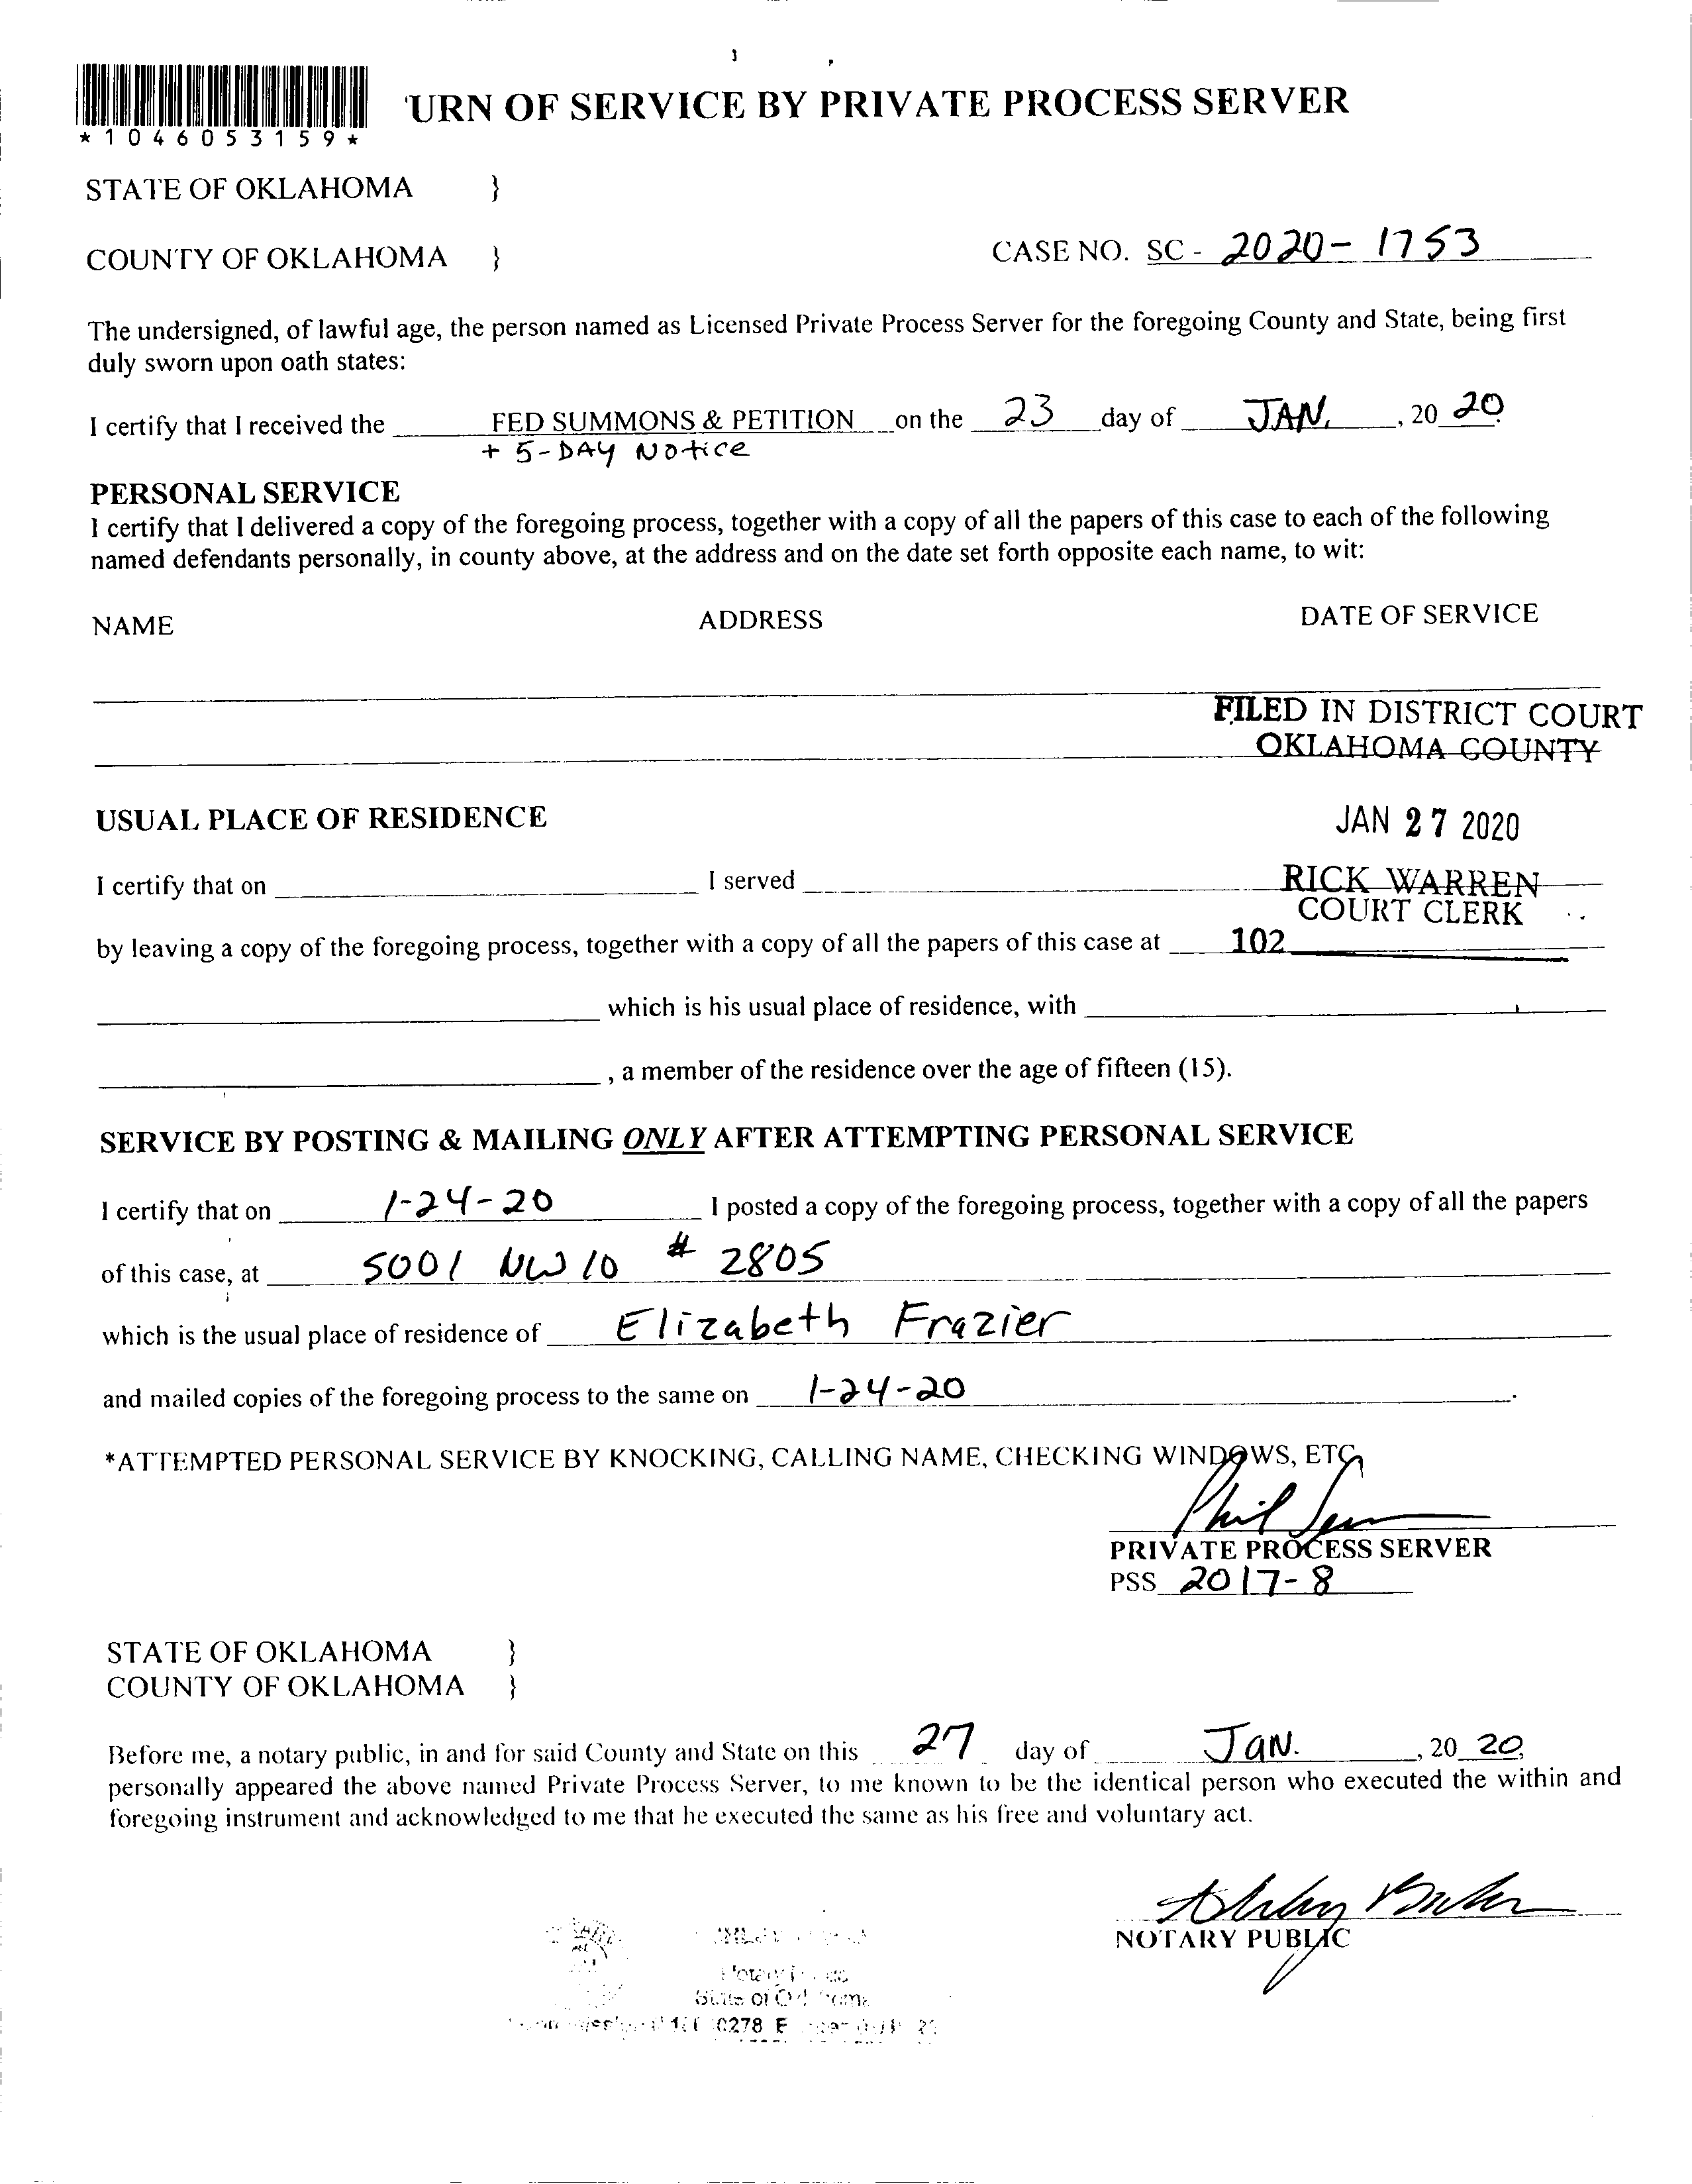 *1046053159*
'URN OF SERVICE BY PRIVATE PROCESS SERVER
STATE OF OKLAHOMA }
COUNTY OF OKLAHOMA }
CASE NO. SC - 2020-1753
The undersigned, of lawful age, the person named as Licensed Private Process Server for the foregoing County and State, being first
duly sworn upon oath states:
I certify that I received the FED SUMMONS & PETITION on the 23 day of JAN. , 20 20.
+ 5-DAY NOtice
PERSONAL SERVICE
I certify that I delivered a copy of the foregoing process, together with a copy of all the papers of this case to each of the following
named defendants personally, in county above, at the address and on the date set forth opposite each name, to wit:
NAME ADDRESS DATE OF SERVICE
FILED IN DISTRICT COURT
OKLAHOMA COUNTY
USUAL PLACE OF RESIDENCE
JAN 27 2020
I certify that on I served
RICK WARREN
COURT CLERK
by leaving a copy of the foregoing process, together with a copy of all the papers of this case at 102
which is his usual place of residence, with
, a member of the residence over the age of fifteen (15).
SERVICE BY POSTING & MAILING ONLY AFTER ATTEMPTING PERSONAL SERVICE
I certify that on 1-24-20 I posted a copy of the foregoing process, together with a copy of all the papers
of this case, at 5001 NW 10 # 2805
which is the usual place of residence of Elizabeth Frazier
and mailed copies of the foregoing process to the same on 1-24-20.
*ATTEMPTED PERSONAL SERVICE BY KNOCKING, CALLING NAME, CHECKING WINDOWS, ETC
Phil
PRIVATE PROCESS SERVER
PSS 2017-8
STATE OF OKLAHOMA }
COUNTY OF OKLAHOMA }
Before me, a notary public, in and for said County and State on this 27 day of JAN. , 20 20,
personally appeared the above named Private Process Server, to me known to be the identical person who executed the within and
foregoing instrument and acknowledged to me that he executed the same as his free and voluntary act.
NOTARY PUBLIC
State of
0278